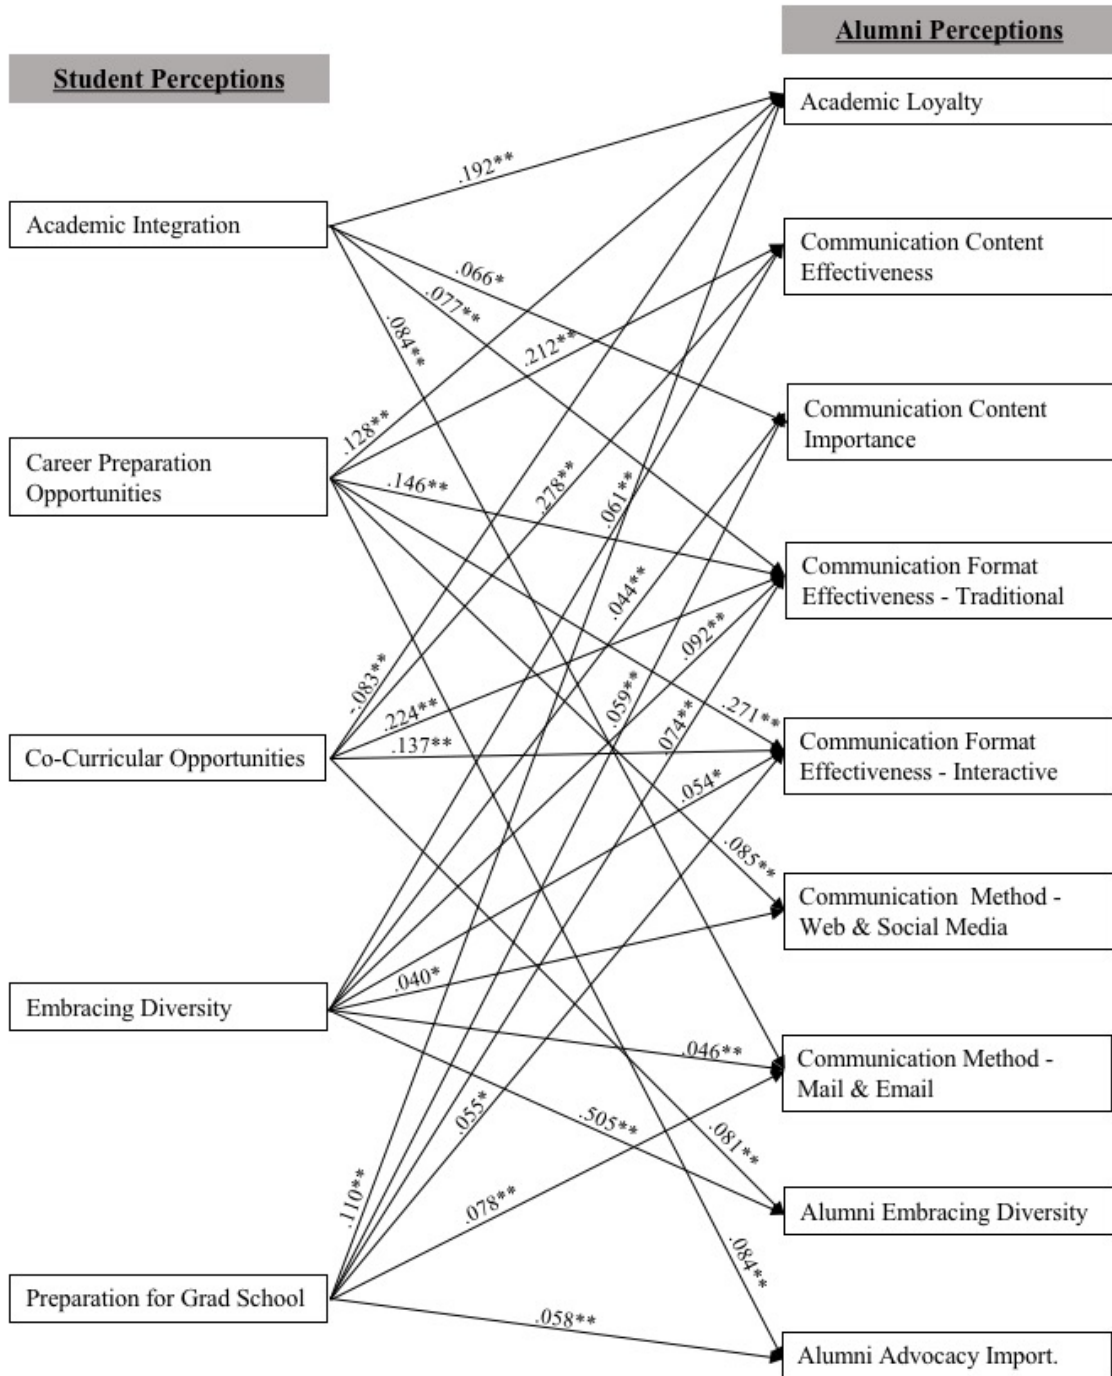 Alumni Perceptions
Student Perceptions
Academic Loyalty
.192**
Academic Integration
Communication Content
Effectiveness
.066*
.077**
.084**
.212**
Communication Content
Importance
.128**
Career Preparation
Opportunities
.146**
.278**
.061**
Communication Format
Effectiveness - Traditional
.044**
.092**
-.083**
.059**
.074**
.224**
.271**
.137**
Co-Curricular Opportunities
Communication Format
Effectiveness - Interactive
.054*
.085**
Communication Method -
Web & Social Media
.040*
Embracing Diversity
.046**
Communication Method -
Mail & Email
.055*
.505**
.081**
.110**
.078**
Alumni Embracing Diversity
.084**
Preparation for Grad School
.058**
Alumni Advocacy Import.